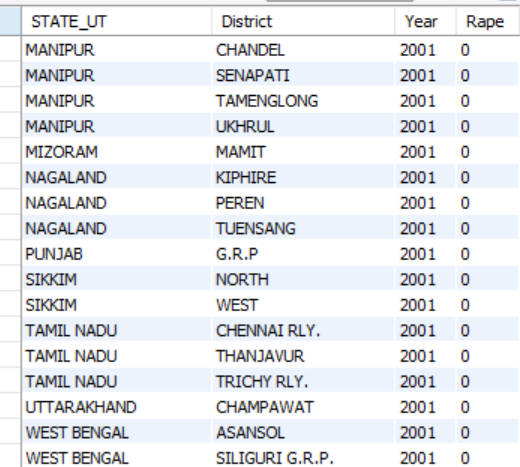 STATE_UT District Year Rape
MANIPUR CHANDEL 2001 0
MANIPUR SENAPATI 2001 0
MANIPUR TAMENGLONG 2001 0
MANIPUR UKHRUL 2001 0
MIZORAM MAMIT 2001 0
NAGALAND KIPHIRE 2001 0
NAGALAND PEREN 2001 0
NAGALAND TUENSANG 2001 0
PUNJAB G.R.P 2001 0
SIKKIM NORTH 2001 0
SIKKIM WEST 2001 0
TAMIL NADU CHENNAI RLY. 2001 0
TAMIL NADU THANJAVUR 2001 0
TAMIL NADU TRICHY RLY. 2001 0
UTTARAKHAND CHAMPAWAT 2001 0
WEST BENGAL ASANSOL 2001 0
WEST BENGAL SILIGURI G.R.P. 2001 0